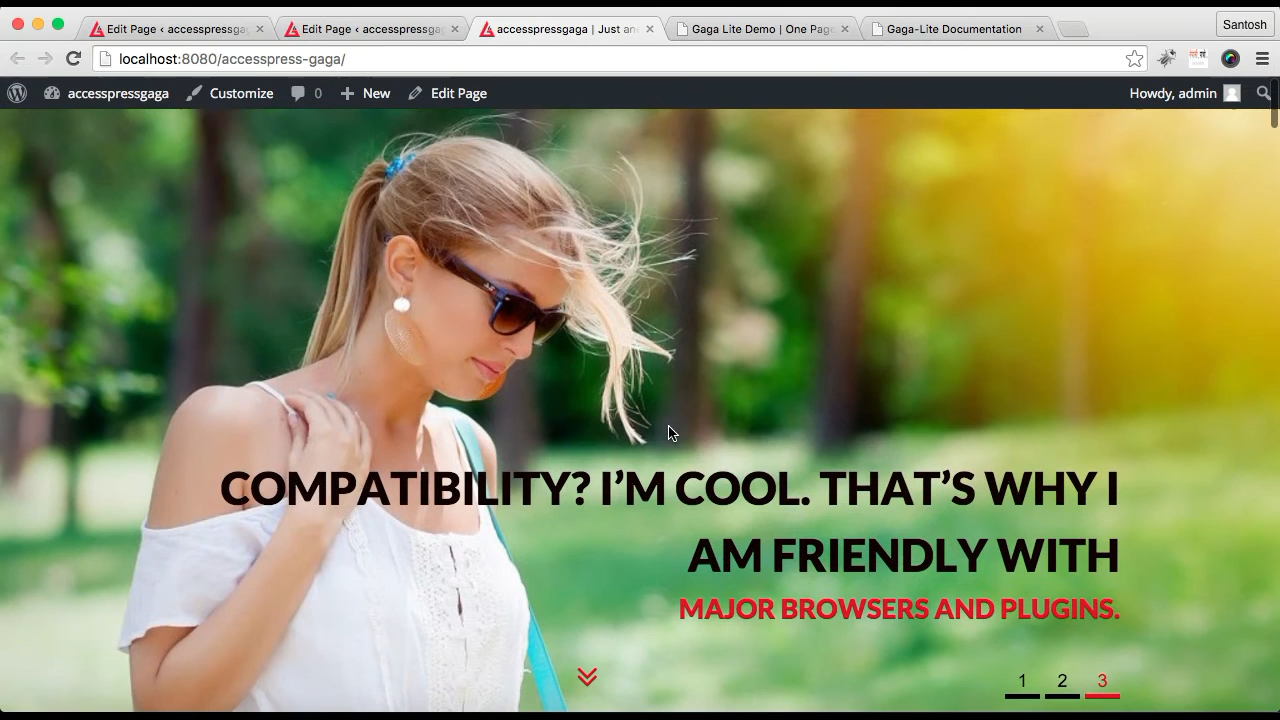 Edit Page ‹ accesspressgag
Edit Page ‹ accesspressgag
accesspressgaga | Just an
Gaga Lite Demo | One Page
Gaga-Lite Documentation
Santosh
localhost:8080/accesspress-gaga/
accesspressgaga
Customize
0
New
Edit Page
Howdy, admin
COMPATIBILITY? I’M COOL. THAT’S WHY I
AM FRIENDLY WITH
MAJOR BROWSERS AND PLUGINS.
1
2
3